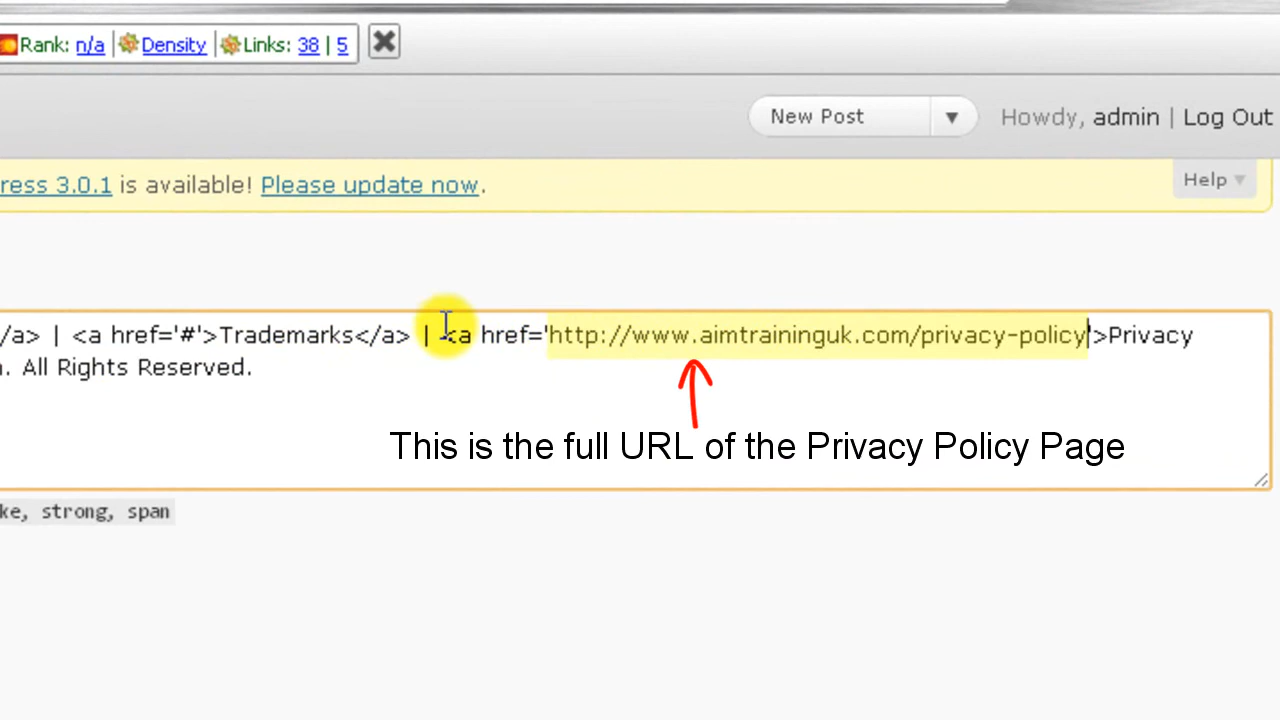 Rank: n/a | Density | Links: 38 | 5
New Post Howdy, admin | Log Out
ress 3.0.1 is available! Please update now. Help
/a> | <a href='#'>Trademarks</a> | <a href='http://www.aimtraininguk.com/privacy-policy'>Privacy
. All Rights Reserved.
This is the full URL of the Privacy Policy Page
ke, strong, span